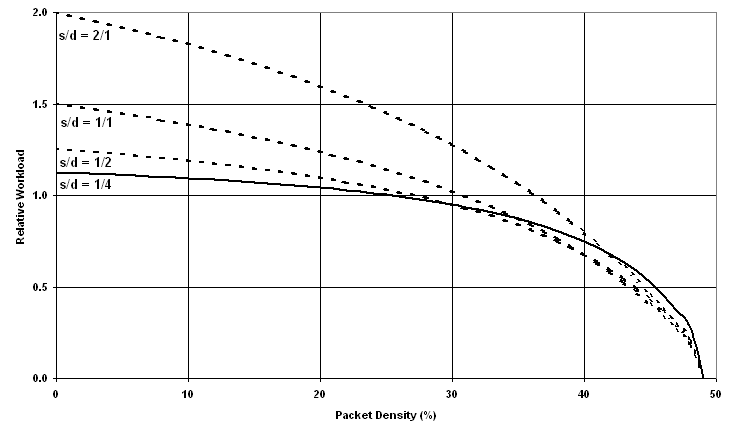 2.0
s/d = 2/1
1.5
s/d = 1/1
s/d = 1/2
s/d = 1/4
1.0
0.5
0.0
Relative Workload
0 10 20 30 40 50
Packet Density (%)